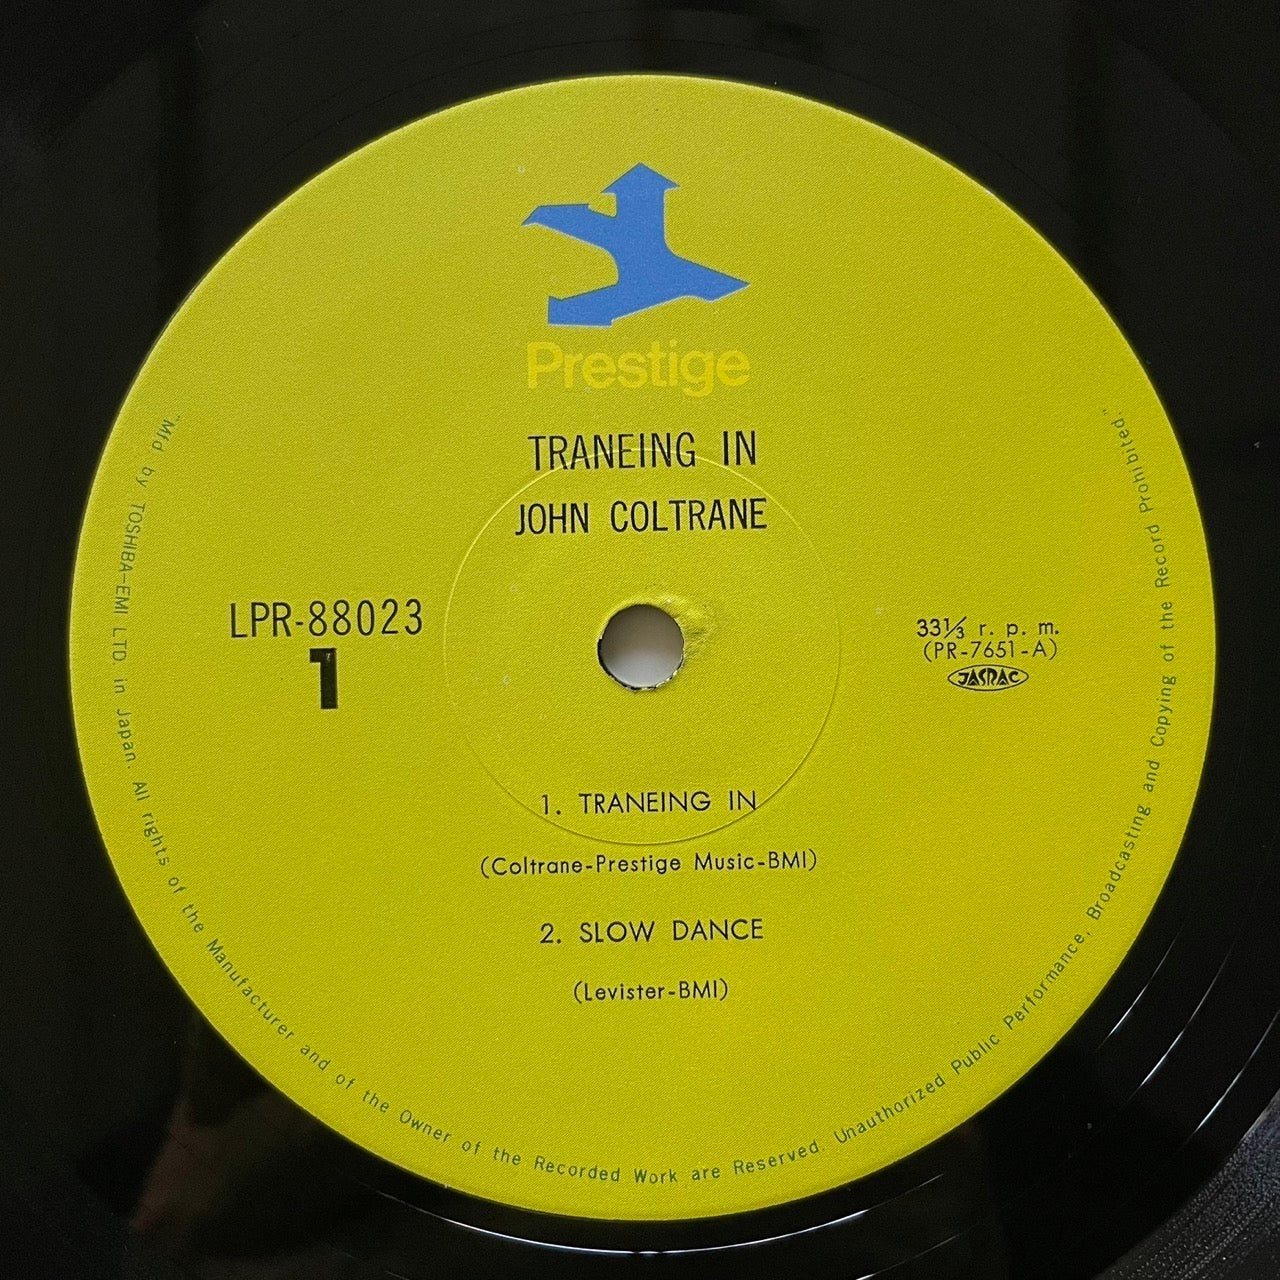 Prestige
TRANEING IN
JOHN COLTRANE
LPR-88023
1
33⅓ r. p. m.
(PR-7651-A)
JASRAC
1. TRANEING IN
(Coltrane-Prestige Music-BMI)
2. SLOW DANCE
(Levister-BMI)
"Mfd. by TOSHIBA-EMI LTD. in Japan. All rights of the Manufacturer and of the Owner of the Recorded Work are Reserved. Unauthorized Public Performance, Broadcasting and Copying of the Record Prohibited."